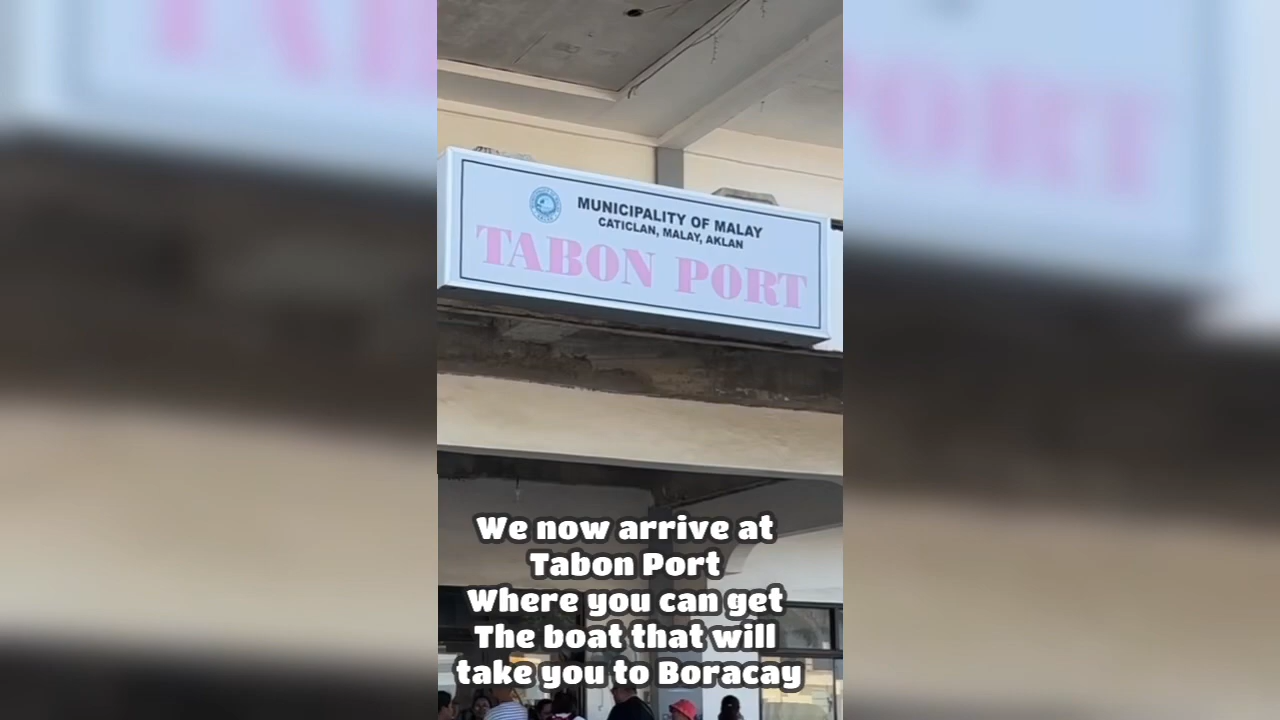 MUNICIPALITY OF MALAY
CATICLAN, MALAY, AKLAN
TABON PORT
We now arrive at
Tabon Port
Where you can get
The boat that will
take you to Boracay